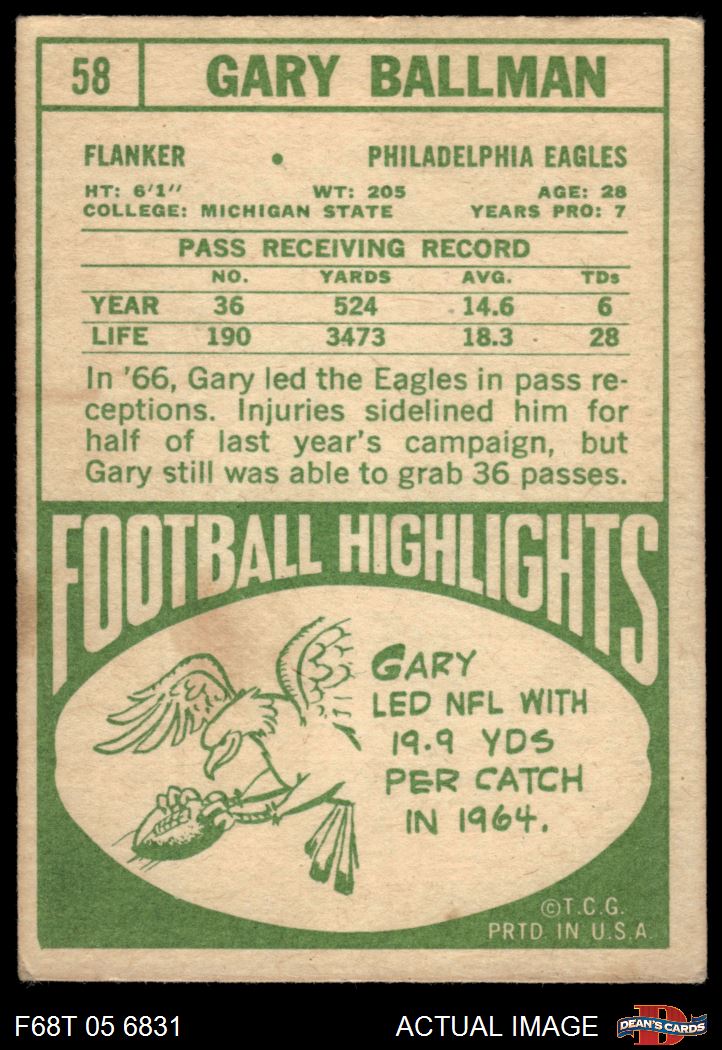 58 GARY BALLMAN
FLANKER • PHILADELPHIA EAGLES
HT: 6'1" WT: 205 AGE: 28
COLLEGE: MICHIGAN STATE YEARS PRO: 7
PASS RECEIVING RECORD
NO. YARDS AVG. TDs
YEAR 36 524 14.6 6
LIFE 190 3473 18.3 28
In '66, Gary led the Eagles in pass re-
ceptions. Injuries sidelined him for
half of last year's campaign, but
Gary still was able to grab 36 passes.
FOOTBALL HIGHLIGHTS
GARY
LED NFL WITH
19.9 YDS
PER CATCH
IN 1964.
©T.C.G.
PRTD. IN U.S.A.
F68T 05 6831 ACTUAL IMAGE D DEAN'S CARDS